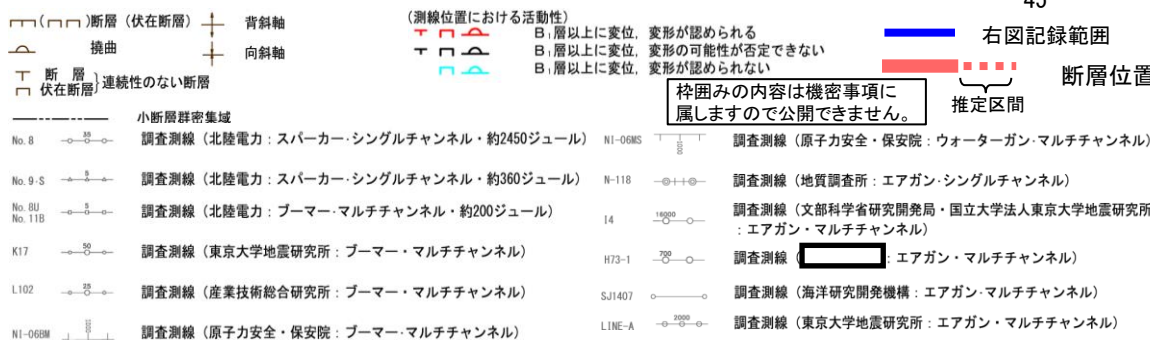 45
断層（伏在断層）
背斜軸
撓曲
向斜軸
断　層
伏在断層
連続性のない断層
小断層群密集域
（測線位置における活動性）
B₁層以上に変位，変形が認められる
B₁層以上に変位，変形の可能性が否定できない
B₁層以上に変位，変形が認められない
右図記録範囲
断層位置
推定区間
枠囲みの内容は機密事項に
属しますので公開できません。
No. 8 35 調査測線（北陸電力：スパーカー・シングルチャンネル・約2450ジュール）
No. 9-S 5 調査測線（北陸電力：スパーカー・シングルチャンネル・約360ジュール）
No. 8U
No. 11B 5 調査測線（北陸電力：ブーマー・マルチチャンネル・約200ジュール）
K17 50 調査測線（東京大学地震研究所：ブーマー・マルチチャンネル）
L102 25 調査測線（産業技術総合研究所：ブーマー・マルチチャンネル）
NI-06BM 調査測線（原子力安全・保安院：ブーマー・マルチチャンネル）
NI-06MS 調査測線（原子力安全・保安院：ウォーターガン・マルチチャンネル）
N-118 調査測線（地質調査所：エアガン・シングルチャンネル）
I4 16000 調査測線（文部科学省研究開発局・国立大学法人東京大学地震研究所
：エアガン・マルチチャンネル）
H73-1 700 調査測線（　：エアガン・マルチチャンネル）
SJ1407 調査測線（海洋研究開発機構：エアガン・マルチチャンネル）
LINE-A 2000 調査測線（東京大学地震研究所：エアガン・マルチチャンネル）